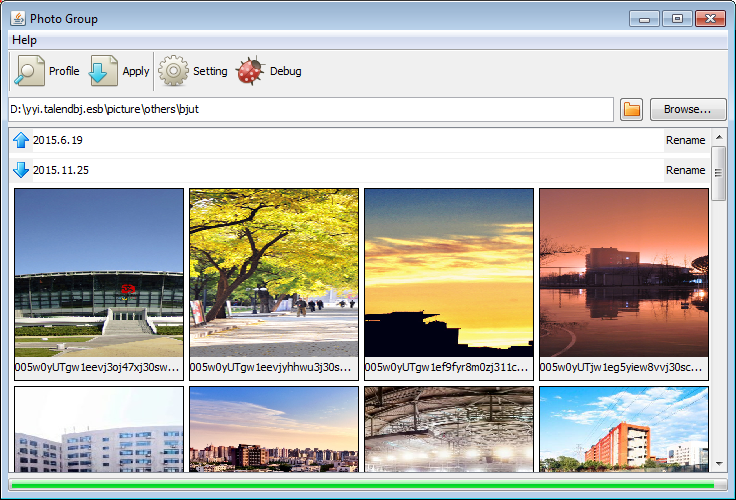 Photo Group
Help
Profile
Apply
Setting
Debug
D:\yyi.talendbj.esb\picture\others\bjut
Browse...
2015.6.19
Rename
2015.11.25
Rename
005w0yUTgw1eevj3oj47xj30sw...
005w0yUTgw1eevjyhhwu3j30s...
005w0yUTgw1ef9fyr8m0zj311c...
005w0yUTjw1eg5yiew8vvj30sc...